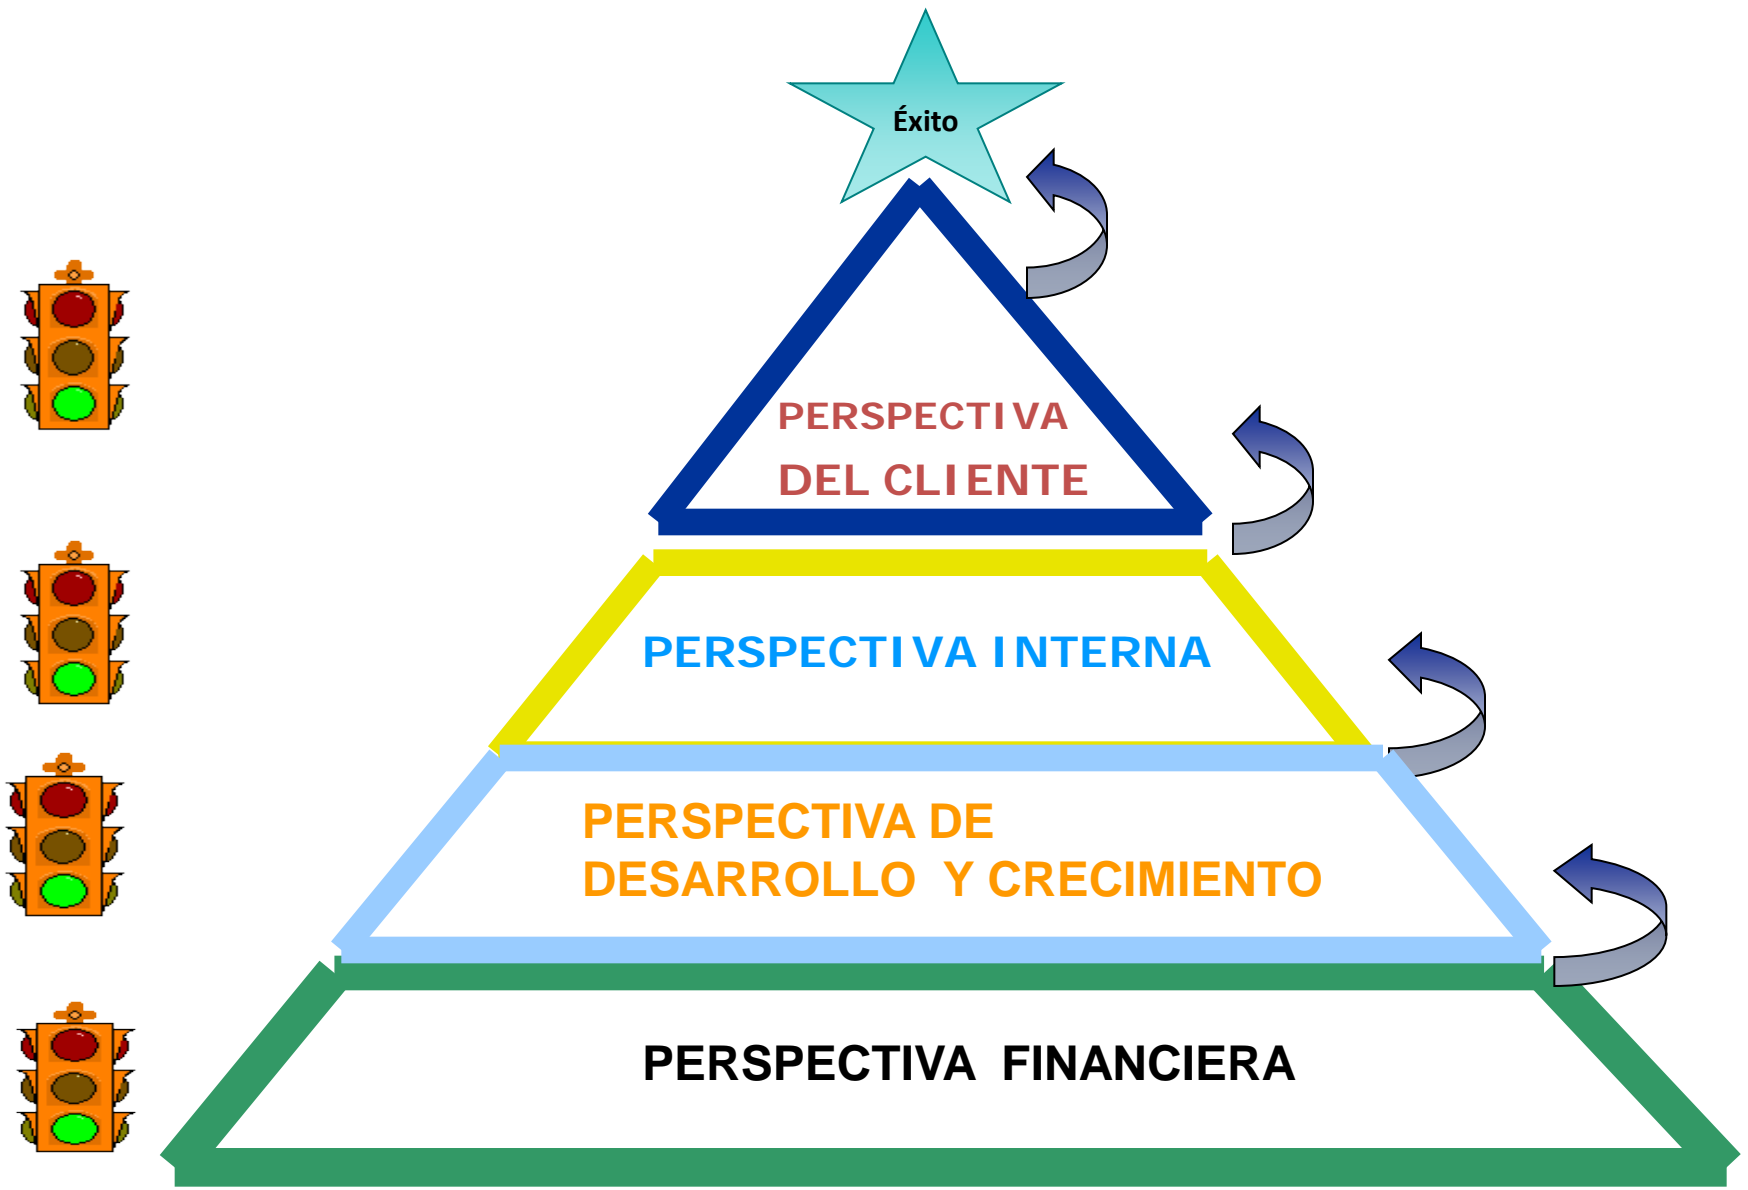 Éxito
PERSPECTIVA
DEL CLIENTE
PERSPECTIVA INTERNA
PERSPECTIVA DE
DESARROLLO Y CRECIMIENTO
PERSPECTIVA FINANCIERA